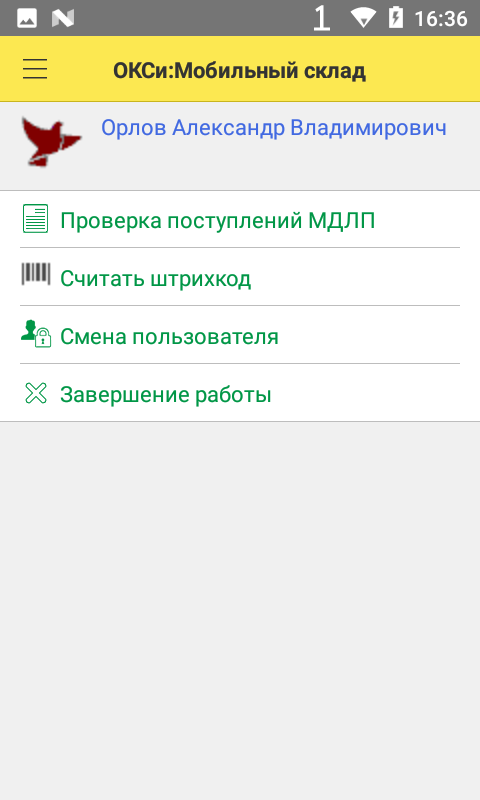 1 16:36
ОКСи:Мобильный склад
Орлов Александр Владимирович
Проверка поступлений МДЛП
Считать штрихкод
Смена пользователя
Завершение работы